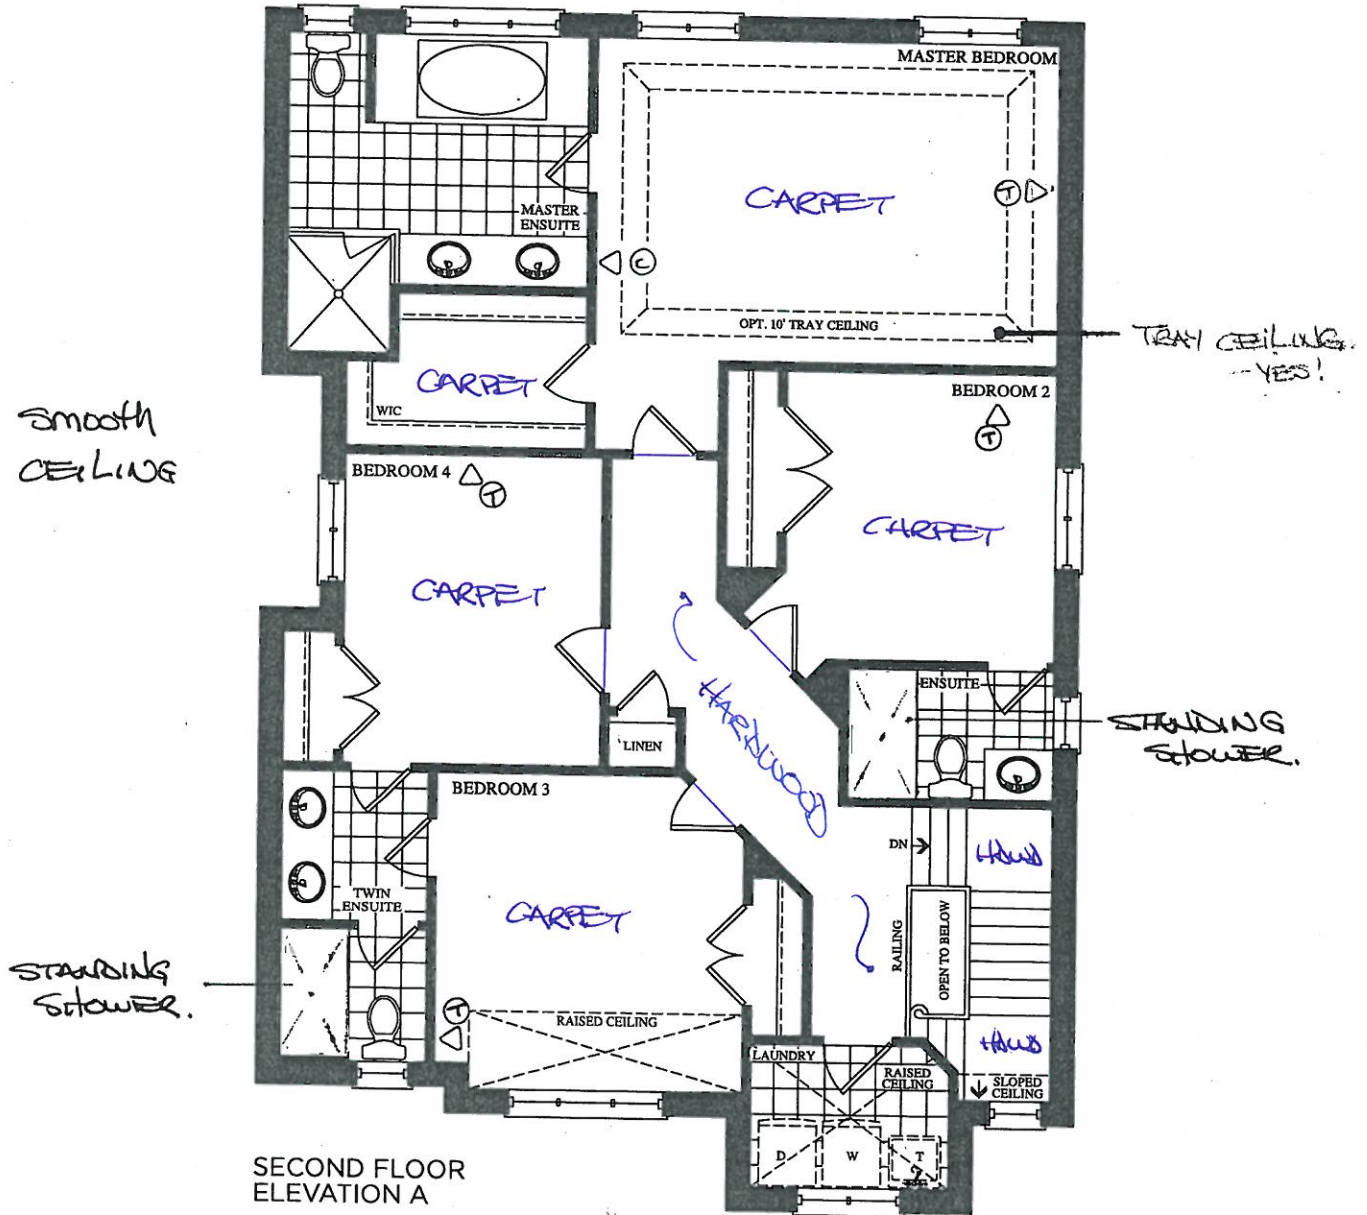 MASTER BEDROOM
CARPET
T
MASTER
ENSUITE
C
OPT. 10' TRAY CEILING
TRAY CEILING.
-YES!
CARPET
WIC
BEDROOM 2
T
Smooth
CEILING
BEDROOM 4
T
CARPET
CARPET
HARDWOOD
ENSUITE
STANDING
SHOWER.
LINEN
BEDROOM 3
DN
TWIN
ENSUITE
CARPET
RAILING
OPEN TO BELOW
STANDING
SHOWER.
T
RAISED CEILING
LAUNDRY
RAISED
CEILING
SLOPED
CEILING
D
W
T
SECOND FLOOR
ELEVATION A